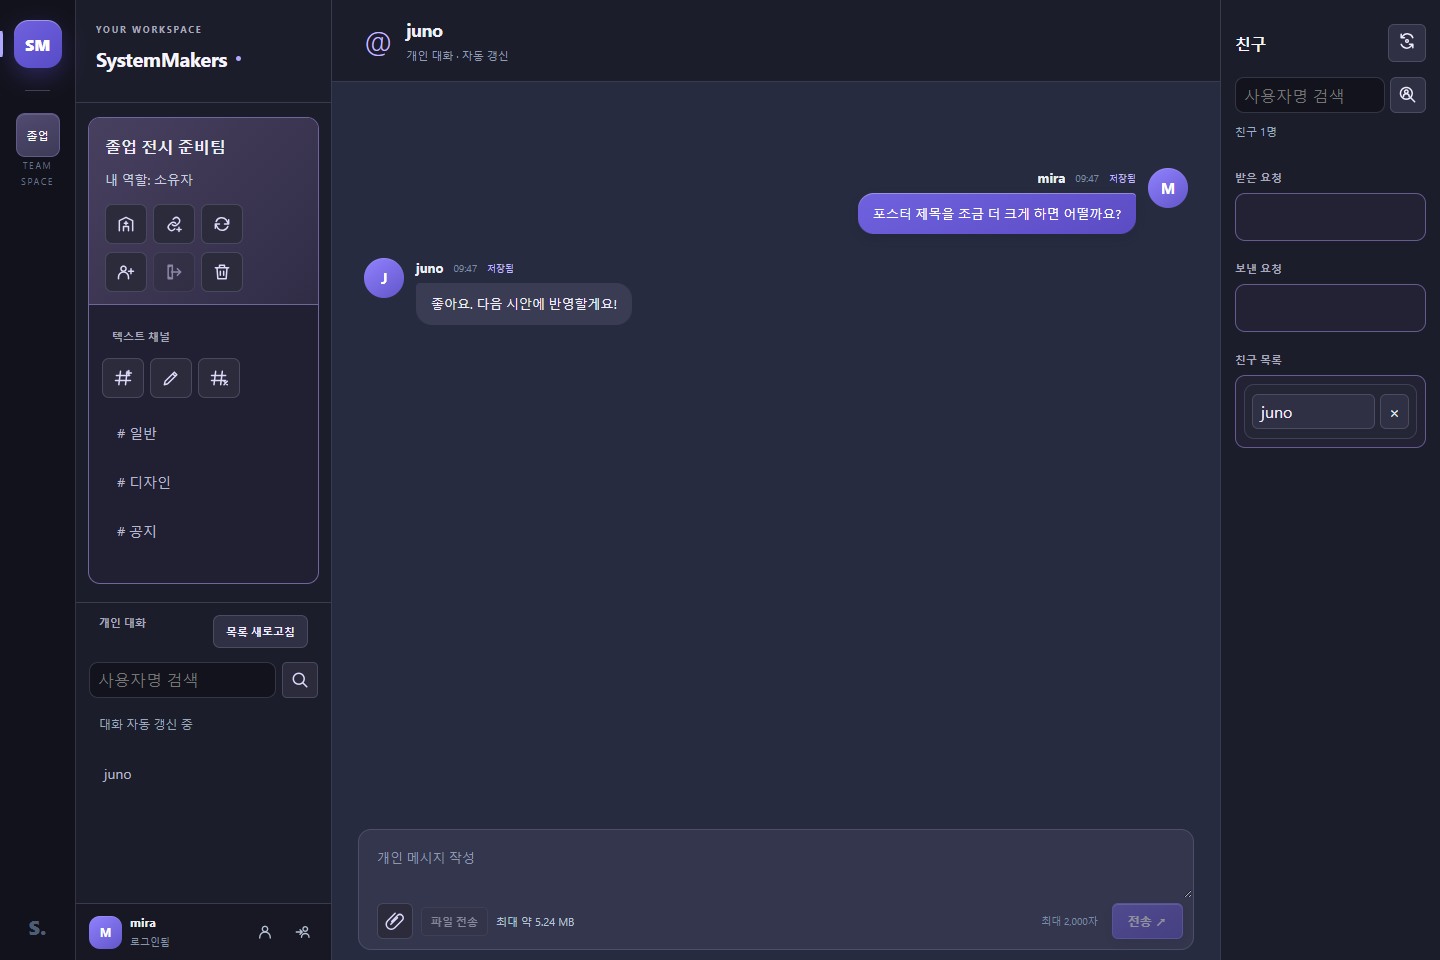 SM
졸업
TEAM
SPACE
S.
YOUR WORKSPACE
SystemMakers
졸업 전시 준비팀
내 역할: 소유자
텍스트 채널
# 일반
# 디자인
# 공지
개인 대화
목록 새로고침
사용자명 검색
대화 자동 갱신 중
juno
M
mira
로그인됨
@
juno
개인 대화 · 자동 갱신
mira 09:47 저장됨
M
포스터 제목을 조금 더 크게 하면 어떨까요?
J
juno 09:47 저장됨
좋아요. 다음 시안에 반영할게요!
개인 메시지 작성
파일 전송
최대 약 5.24 MB
최대 2,000자
전송 ↗
친구
사용자명 검색
친구 1명
받은 요청
보낸 요청
친구 목록
juno
×